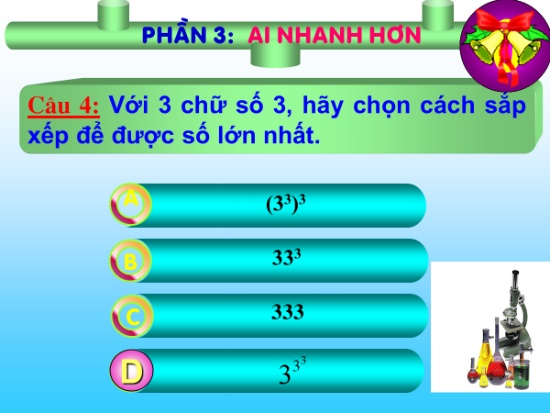 PHẦN 3: AI NHANH HƠN
Câu 4: Với 3 chữ số 3, hãy chọn cách sắp
xếp để được số lớn nhất.
A (3³)³
B 33³
C 333
D 3^{3^3}